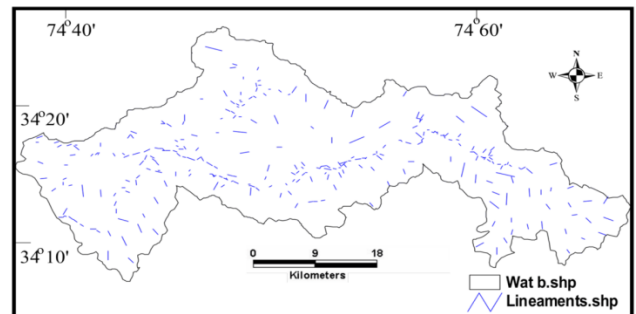 74°40' 74°60'
N
W E
S
34°20'
34°10'
0 9 18
Kilometers
Wat b.shp
Lineaments.shp